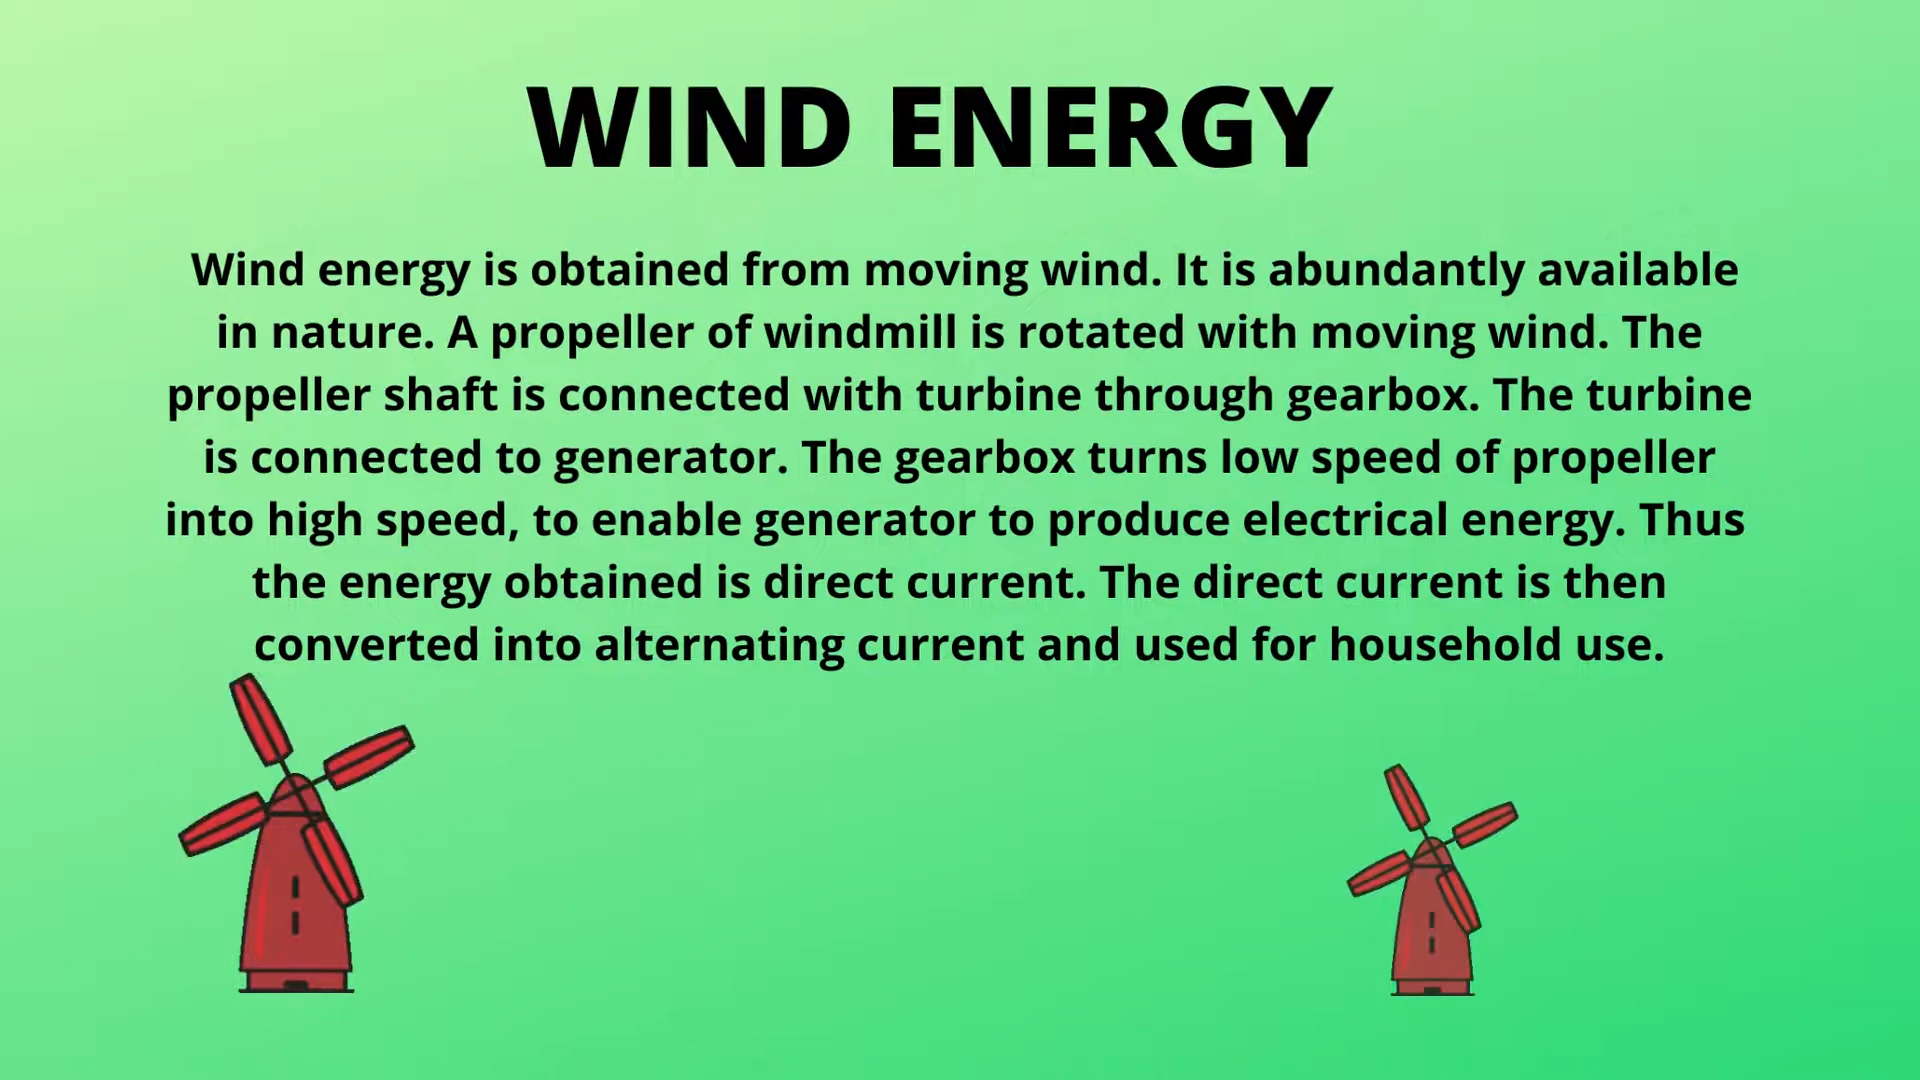 WIND ENERGY
Wind energy is obtained from moving wind. It is abundantly available
in nature. A propeller of windmill is rotated with moving wind. The
propeller shaft is connected with turbine through gearbox. The turbine
is connected to generator. The gearbox turns low speed of propeller
into high speed, to enable generator to produce electrical energy. Thus
the energy obtained is direct current. The direct current is then
converted into alternating current and used for household use.